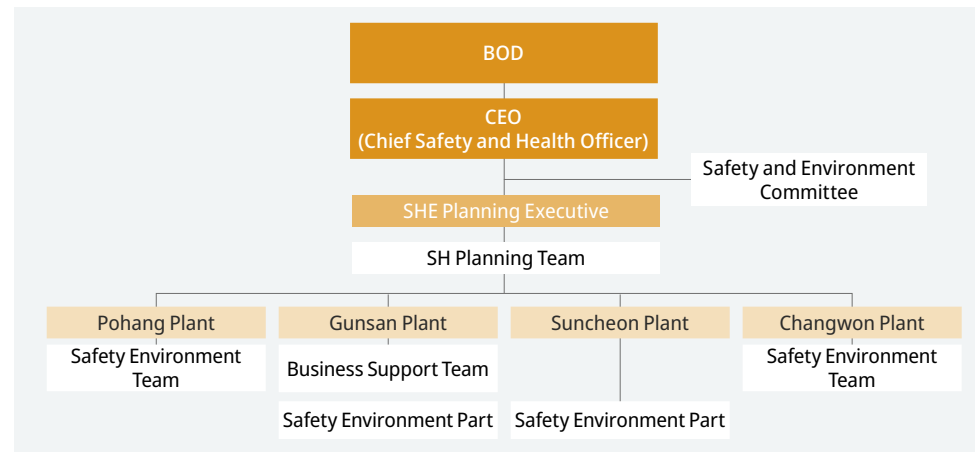 BOD
CEO
(Chief Safety and Health Officer)
Safety and Environment
Committee
SHE Planning Executive
SH Planning Team
Pohang Plant
Gunsan Plant
Suncheon Plant
Changwon Plant
Safety Environment
Team
Business Support Team
Safety Environment
Team
Safety Environment Part
Safety Environment Part